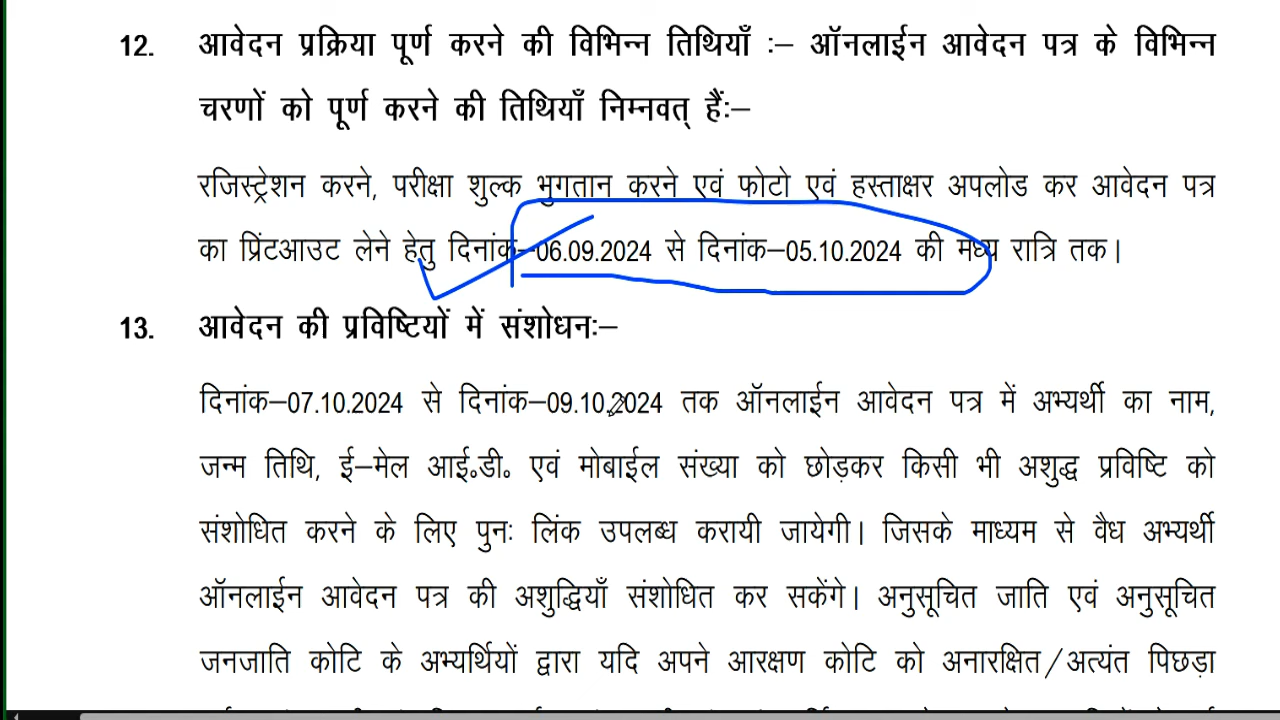 12. आवेदन प्रक्रिया पूर्ण करने की विभिन्न तिथियाँ :– ऑनलाईन आवेदन पत्र के विभिन्न
चरणों को पूर्ण करने की तिथियाँ निम्नवत् हैं:–
रजिस्ट्रेशन करने, परीक्षा शुल्क भुगतान करने एवं फोटो एवं हस्ताक्षर अपलोड कर आवेदन पत्र
का प्रिंटआउट लेने हेतु दिनांक–06.09.2024 से दिनांक–05.10.2024 की मध्य रात्रि तक।
13. आवेदन की प्रविष्टियों में संशोधन:–
दिनांक–07.10.2024 से दिनांक–09.10.2024 तक ऑनलाईन आवेदन पत्र में अभ्यर्थी का नाम,
जन्म तिथि, ई–मेल आई॰डी॰ एवं मोबाईल संख्या को छोड़कर किसी भी अशुद्ध प्रविष्टि को
संशोधित करने के लिए पुनः लिंक उपलब्ध करायी जायेगी। जिसके माध्यम से वैध अभ्यर्थी
ऑनलाईन आवेदन पत्र की अशुद्धियाँ संशोधित कर सकेंगे। अनुसूचित जाति एवं अनुसूचित
जनजाति कोटि के अभ्यर्थियों द्वारा यदि अपने आरक्षण कोटि को अनारक्षित/अत्यंत पिछड़ा